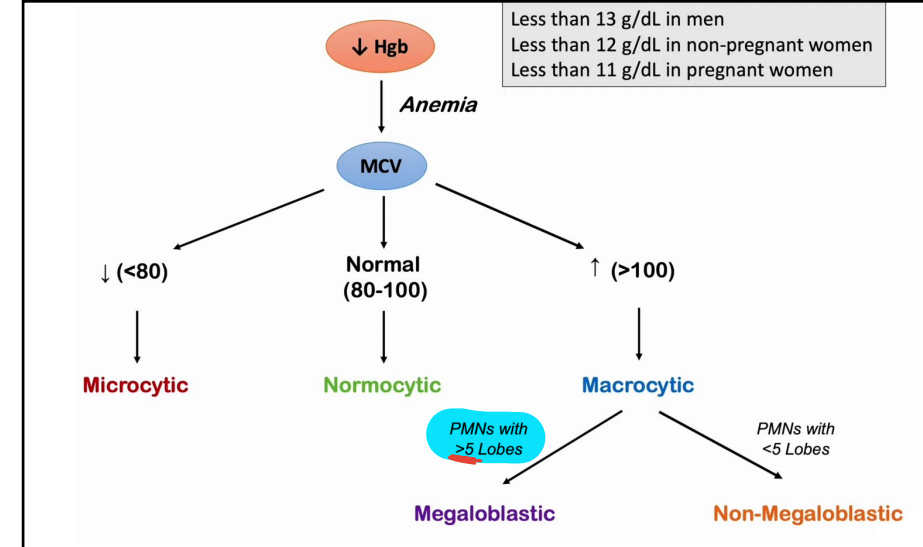 Less than 13 g/dL in men
Less than 12 g/dL in non-pregnant women
Less than 11 g/dL in pregnant women
↓ Hgb
Anemia
MCV
↓ (<80)
Normal
(80-100)
↑ (>100)
Microcytic
Normocytic
Macrocytic
PMNs with
>5 Lobes
PMNs with
<5 Lobes
Megaloblastic
Non-Megaloblastic